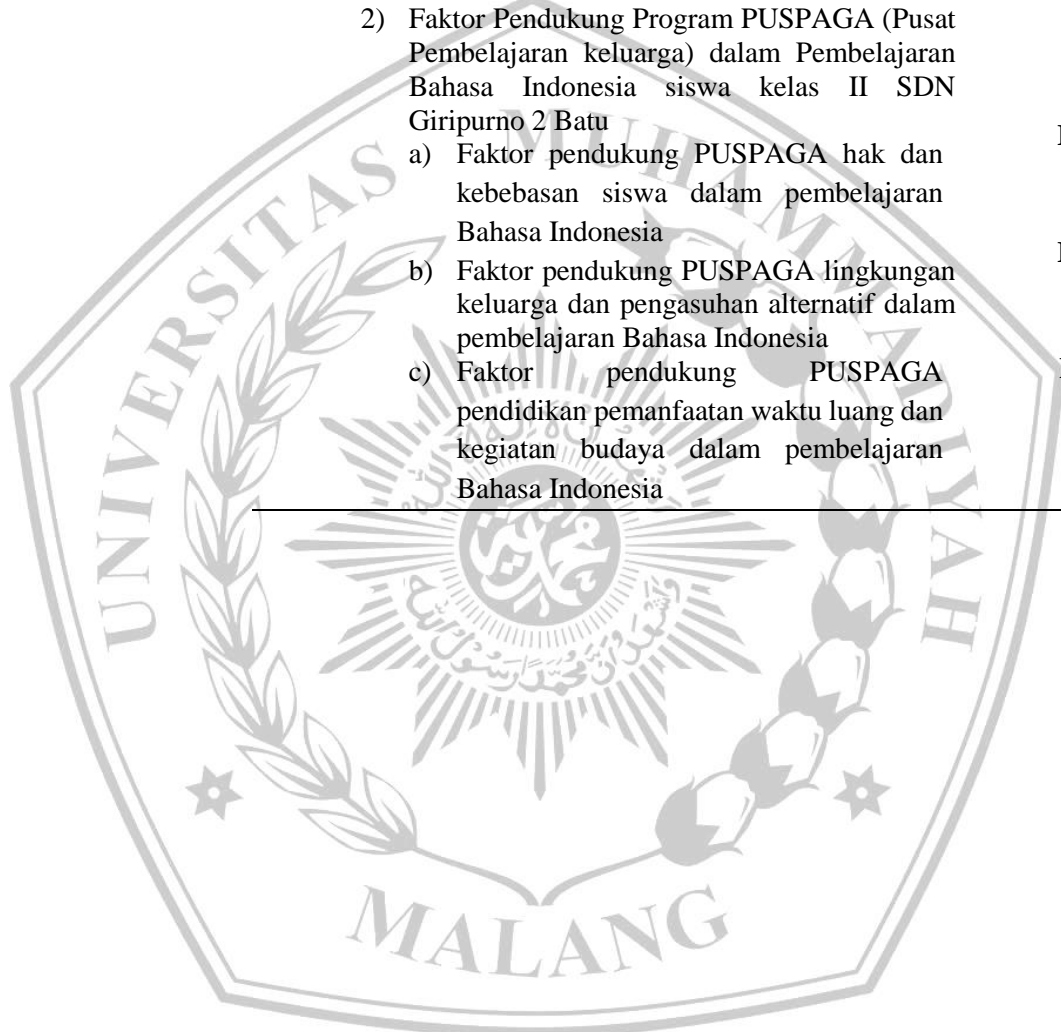 2) Faktor Pendukung Program PUSPAGA (Pusat
Pembelajaran keluarga) dalam Pembelajaran
Bahasa Indonesia siswa kelas II SDN
Giripurno 2 Batu
a) Faktor pendukung PUSPAGA hak dan
kebebasan siswa dalam pembelajaran
Bahasa Indonesia
b) Faktor pendukung PUSPAGA lingkungan
keluarga dan pengasuhan alternatif dalam
pembelajaran Bahasa Indonesia
c) Faktor pendukung PUSPAGA
pendidikan pemanfaatan waktu luang dan
kegiatan budaya dalam pembelajaran
Bahasa Indonesia
UNIVERSITAS MUHAMMADIYAH
MALANG